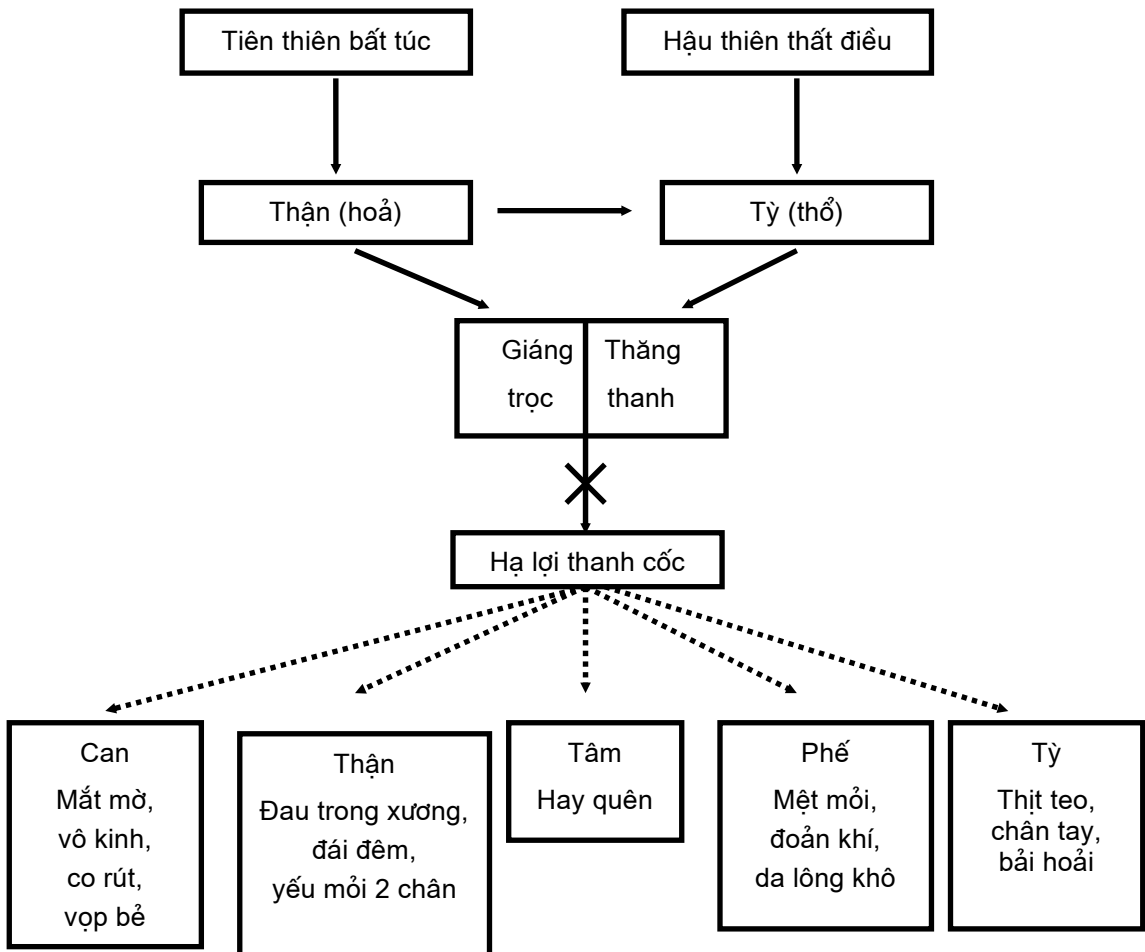 Tiên thiên bất túc
Hậu thiên thất điều
Thận (hoả)
Tỳ (thổ)
Giáng
trọc
Thăng
thanh
Hạ lợi thanh cốc
Can
Mắt mờ,
vô kinh,
co rút,
vọp bẻ
Thận
Đau trong xương,
đái đêm,
yếu mỏi 2 chân
Tâm
Hay quên
Phế
Mệt mỏi,
đoản khí,
da lông khô
Tỳ
Thịt teo,
chân tay,
bải hoải